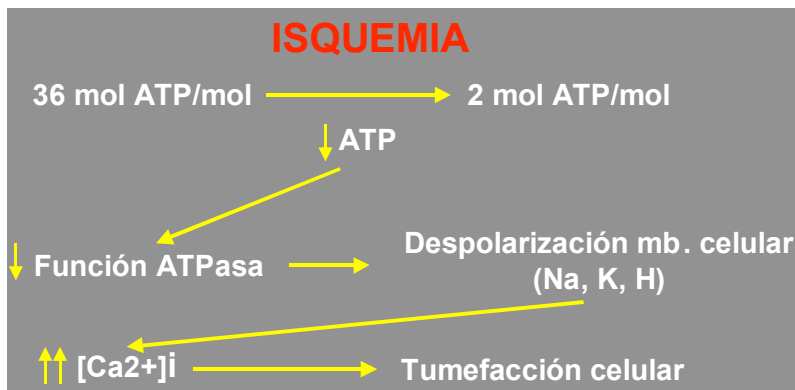 ISQUEMIA
36 mol ATP/mol 2 mol ATP/mol
ATP
Función ATPasa Despolarización mb. celular
(Na, K, H)
[Ca2+]i Tumefacción celular